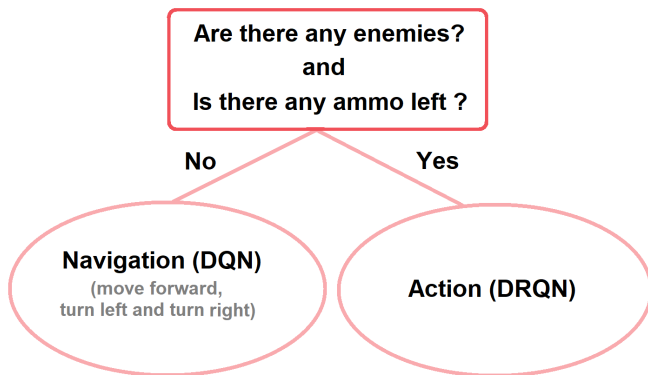 Are there any enemies?
and
Is there any ammo left ?
No
Yes
Navigation (DQN)
(move forward,
turn left and turn right)
Action (DRQN)